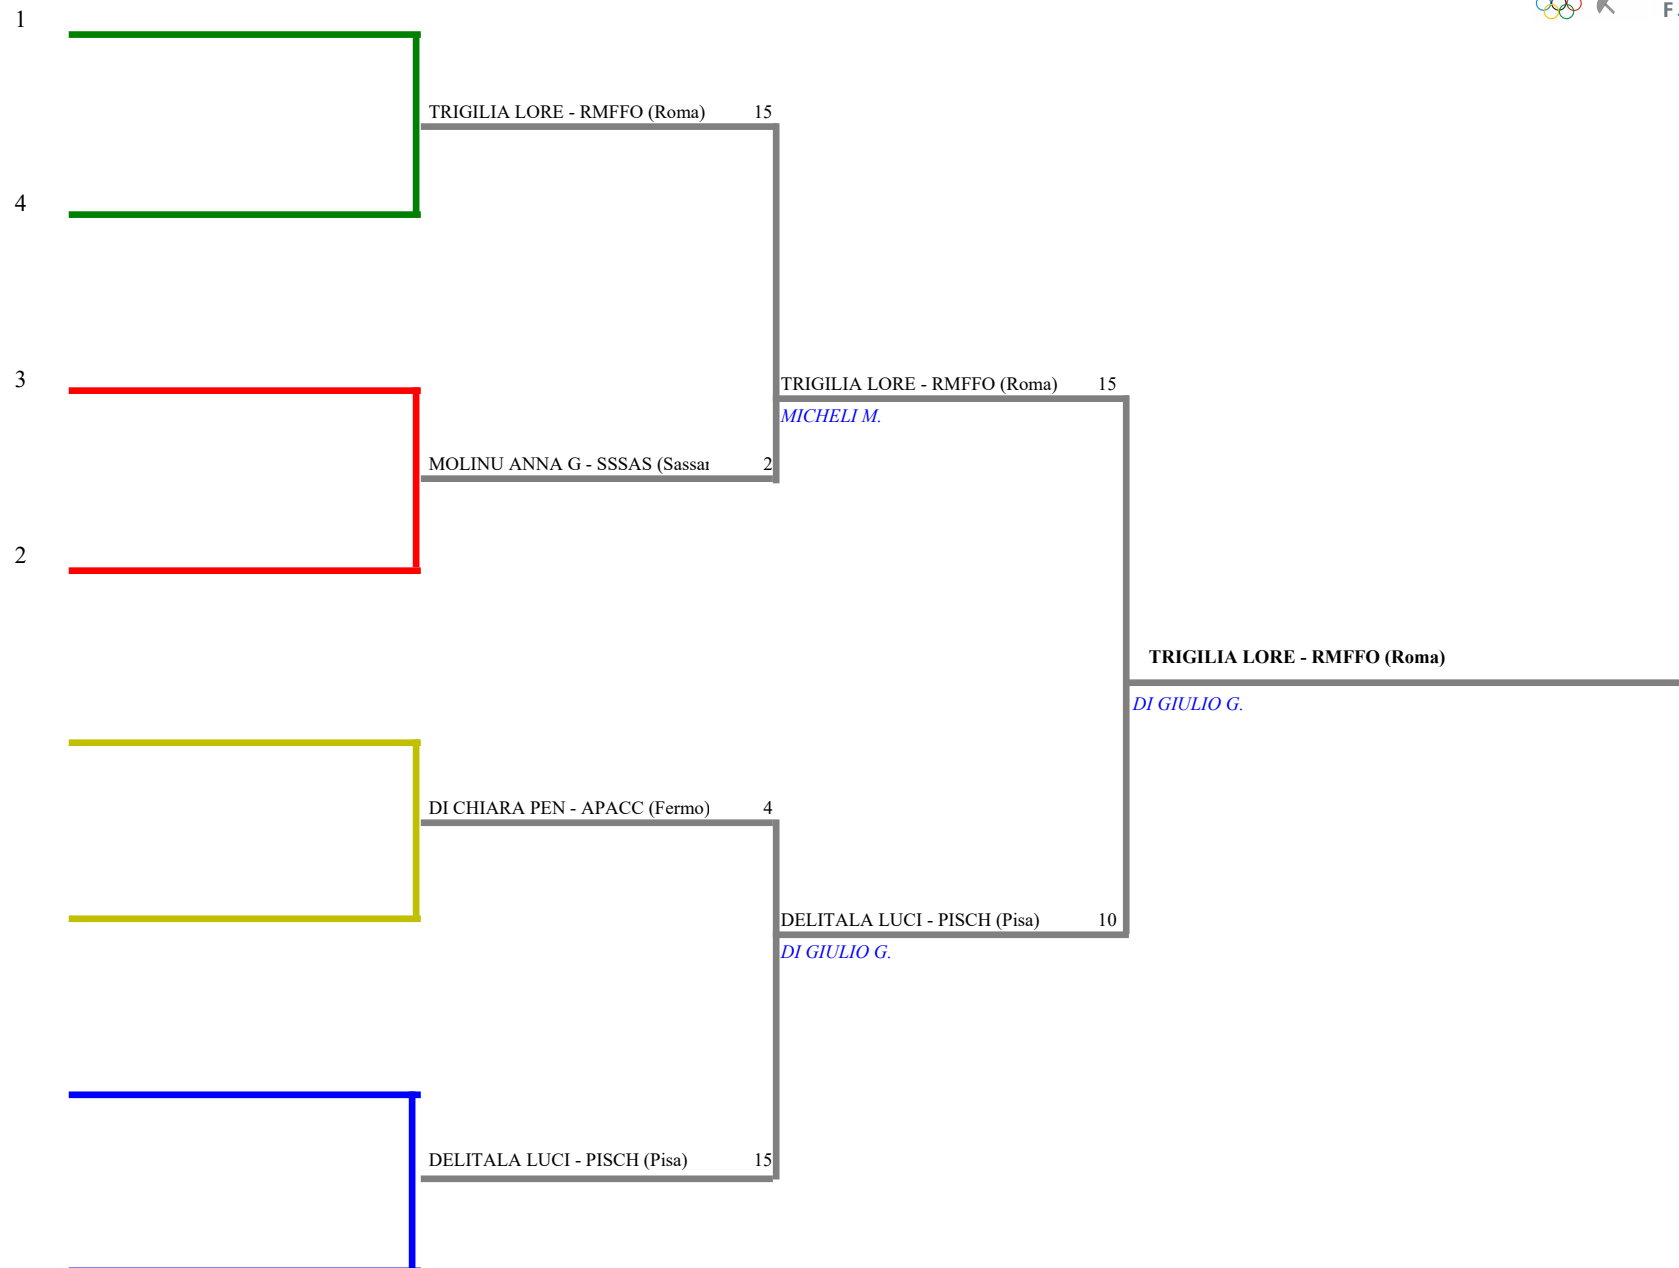 1
F
TRIGILIA LORE - RMFFO (Roma) 15
4
3
TRIGILIA LORE - RMFFO (Roma) 15
MICHELI M.
MOLINU ANNA G - SSSAS (Sassar 2
2
TRIGILIA LORE - RMFFO (Roma)
DI GIULIO G.
DI CHIARA PEN - APACC (Fermo) 4
DELITALA LUCI - PISCH (Pisa) 10
DI GIULIO G.
DELITALA LUCI - PISCH (Pisa) 15